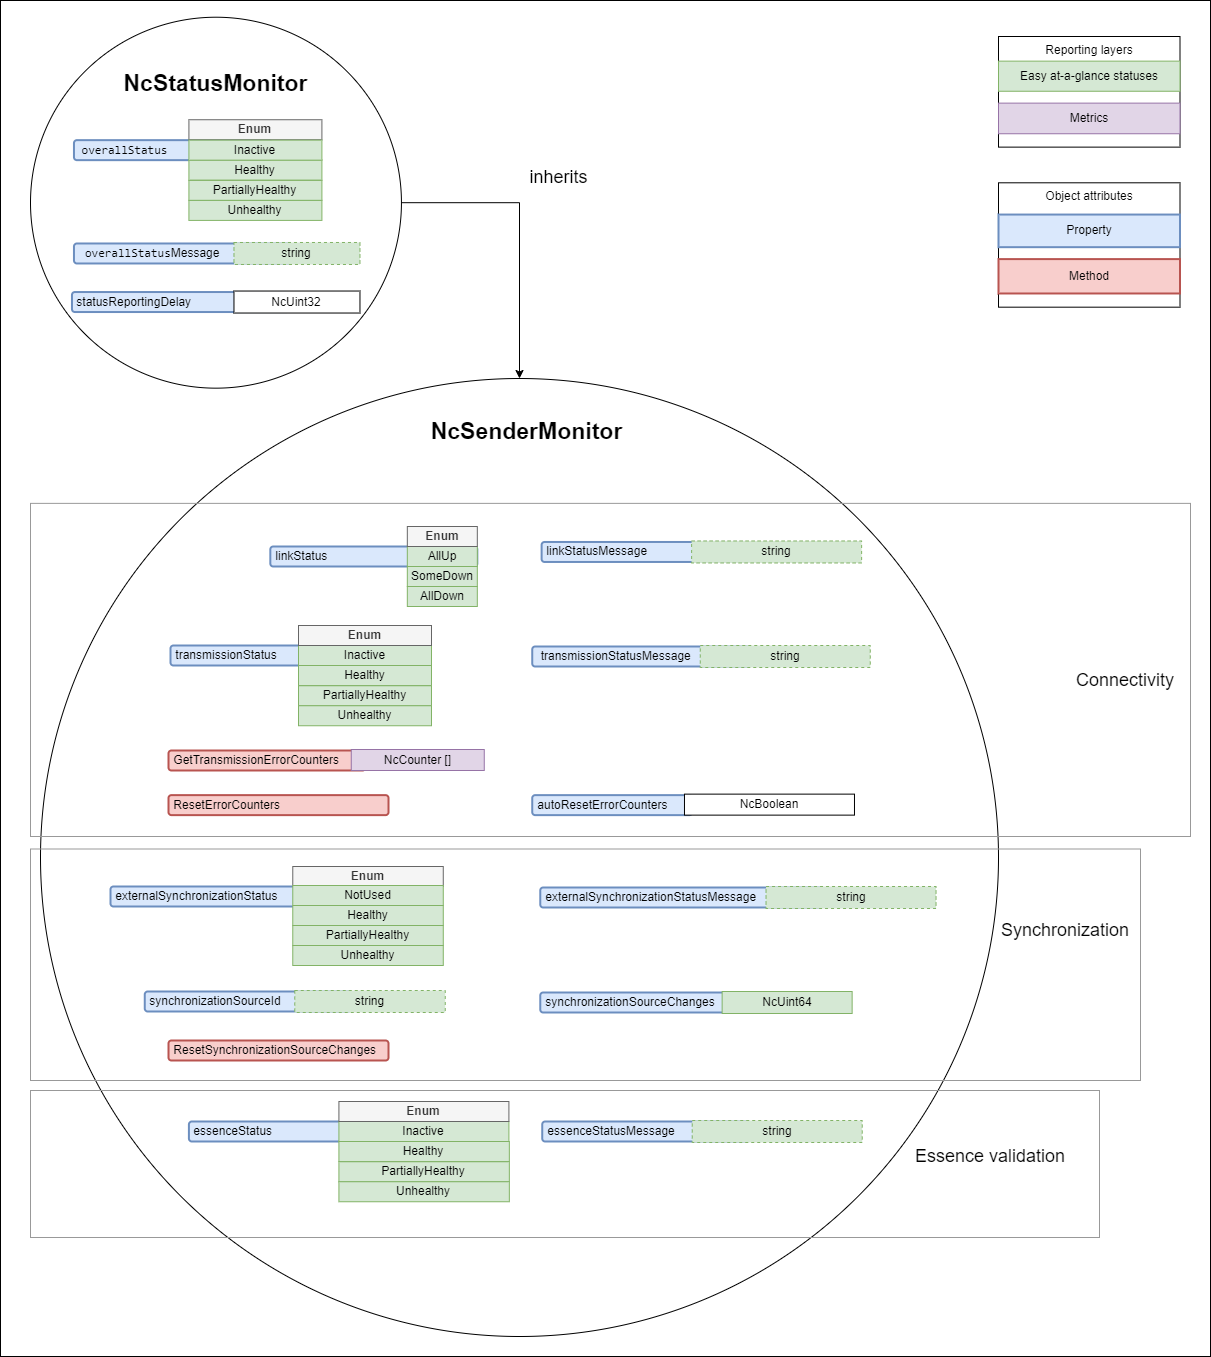 NcStatusMonitor
Enum
overallStatus
Inactive
Healthy
PartiallyHealthy
Unhealthy
overallStatusMessage string
statusReportingDelay NcUint32
inherits
Reporting layers
Easy at-a-glance statuses
Metrics
Object attributes
Property
Method
NcSenderMonitor
Enum
linkStatus AllUp
SomeDown
AllDown
linkStatusMessage string
Enum
transmissionStatus Inactive
Healthy
PartiallyHealthy
Unhealthy
transmissionStatusMessage string
Connectivity
GetTransmissionErrorCounters NcCounter []
ResetErrorCounters
autoResetErrorCounters NcBoolean
Enum
externalSynchronizationStatus NotUsed
Healthy
PartiallyHealthy
Unhealthy
externalSynchronizationStatusMessage string
Synchronization
synchronizationSourceId string
synchronizationSourceChanges NcUint64
ResetSynchronizationSourceChanges
Enum
essenceStatus Inactive
Healthy
PartiallyHealthy
Unhealthy
essenceStatusMessage string
Essence validation